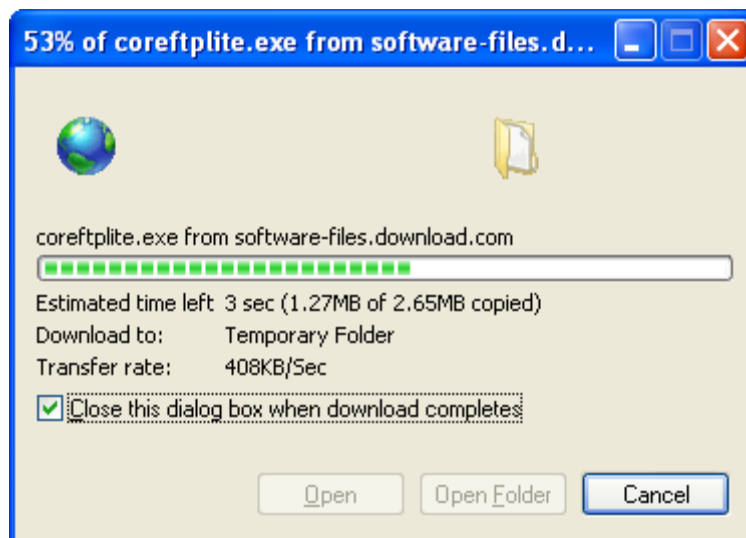 53% of coreftplite.exe from software-files.d...
coreftplite.exe from software-files.download.com
Estimated time left 3 sec (1.27MB of 2.65MB copied)
Download to: Temporary Folder
Transfer rate: 408KB/Sec
Close this dialog box when download completes
Open Open Folder Cancel